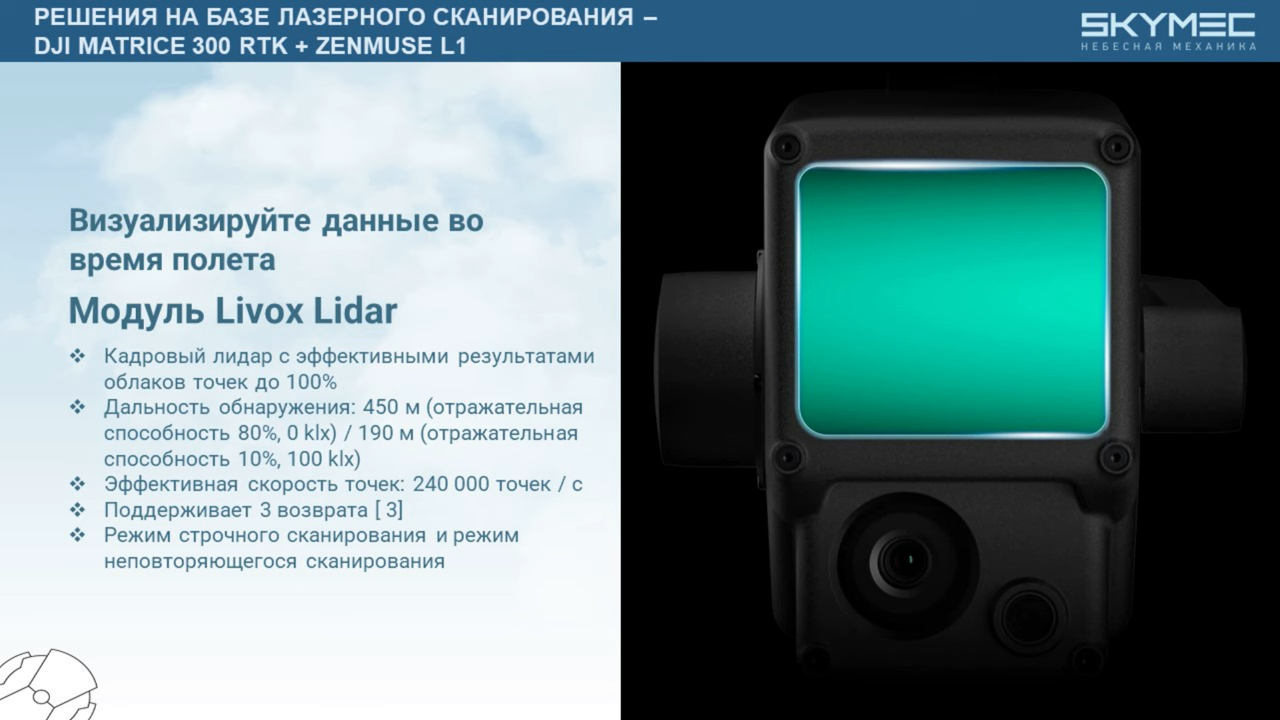 РЕШЕНИЯ НА БАЗЕ ЛАЗЕРНОГО СКАНИРОВАНИЯ –
DJI MATRICE 300 RTK + ZENMUSE L1
SKYMEC
НЕБЕСНАЯ МЕХАНИКА
Визуализируйте данные во
время полета
Модуль Livox Lidar
❖ Кадровый лидар с эффективными результатами
облаков точек до 100%
❖ Дальность обнаружения: 450 м (отражательная
способность 80%, 0 klx) / 190 м (отражательная
способность 10%, 100 klx)
❖ Эффективная скорость точек: 240 000 точек / с
❖ Поддерживает 3 возврата [ 3]
❖ Режим строчного сканирования и режим
неповторяющегося сканирования